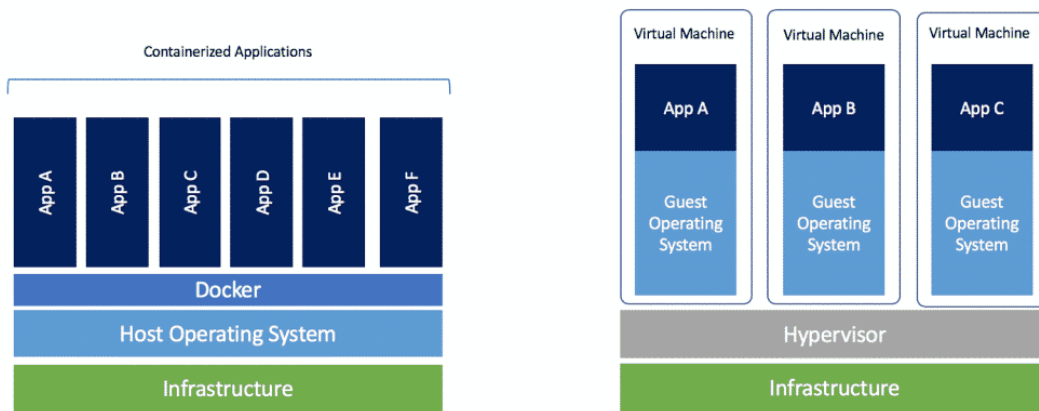 Containerized Applications
App A
App B
App C
App D
App E
App F
Docker
Host Operating System
Infrastructure
Virtual Machine
App A
Guest
Operating
System
Virtual Machine
App B
Guest
Operating
System
Virtual Machine
App C
Guest
Operating
System
Hypervisor
Infrastructure